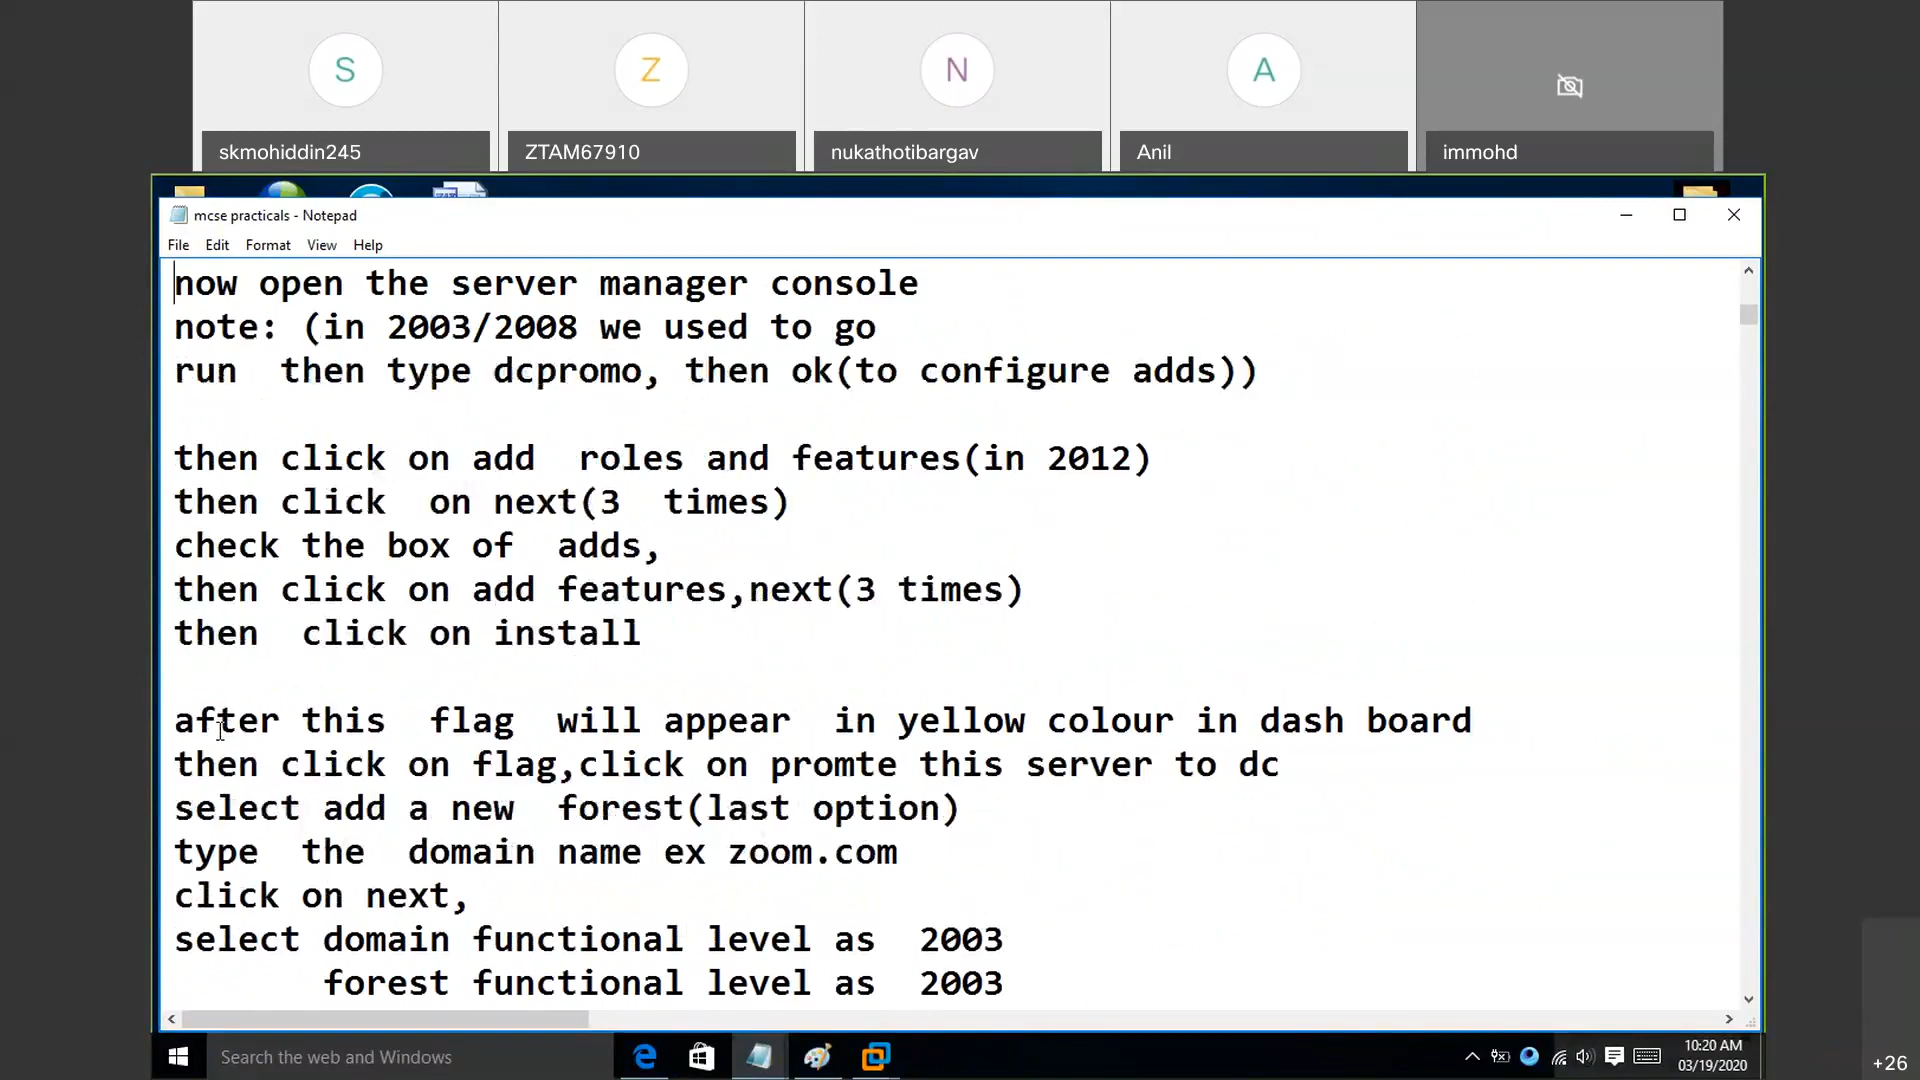 S
Z
N
A
skmohiddin245
ZTAM67910
nukathotibargav
Anil
immohd
mcse practicals - Notepad
File Edit Format View Help
now open the server manager console
note: (in 2003/2008 we used to go
run  then type dcpromo, then ok(to configure adds))
then click on add  roles and features(in 2012)
then click  on next(3  times)
check the box of  adds,
then click on add features,next(3 times)
then  click on install
after this  flag  will appear  in yellow colour in dash board
then click on flag,click on promte this server to dc
select add a new  forest(last option)
type  the  domain name ex zoom.com
click on next,
select domain functional level as  2003
forest functional level as  2003
Search the web and Windows
10:20 AM
03/19/2020
+26